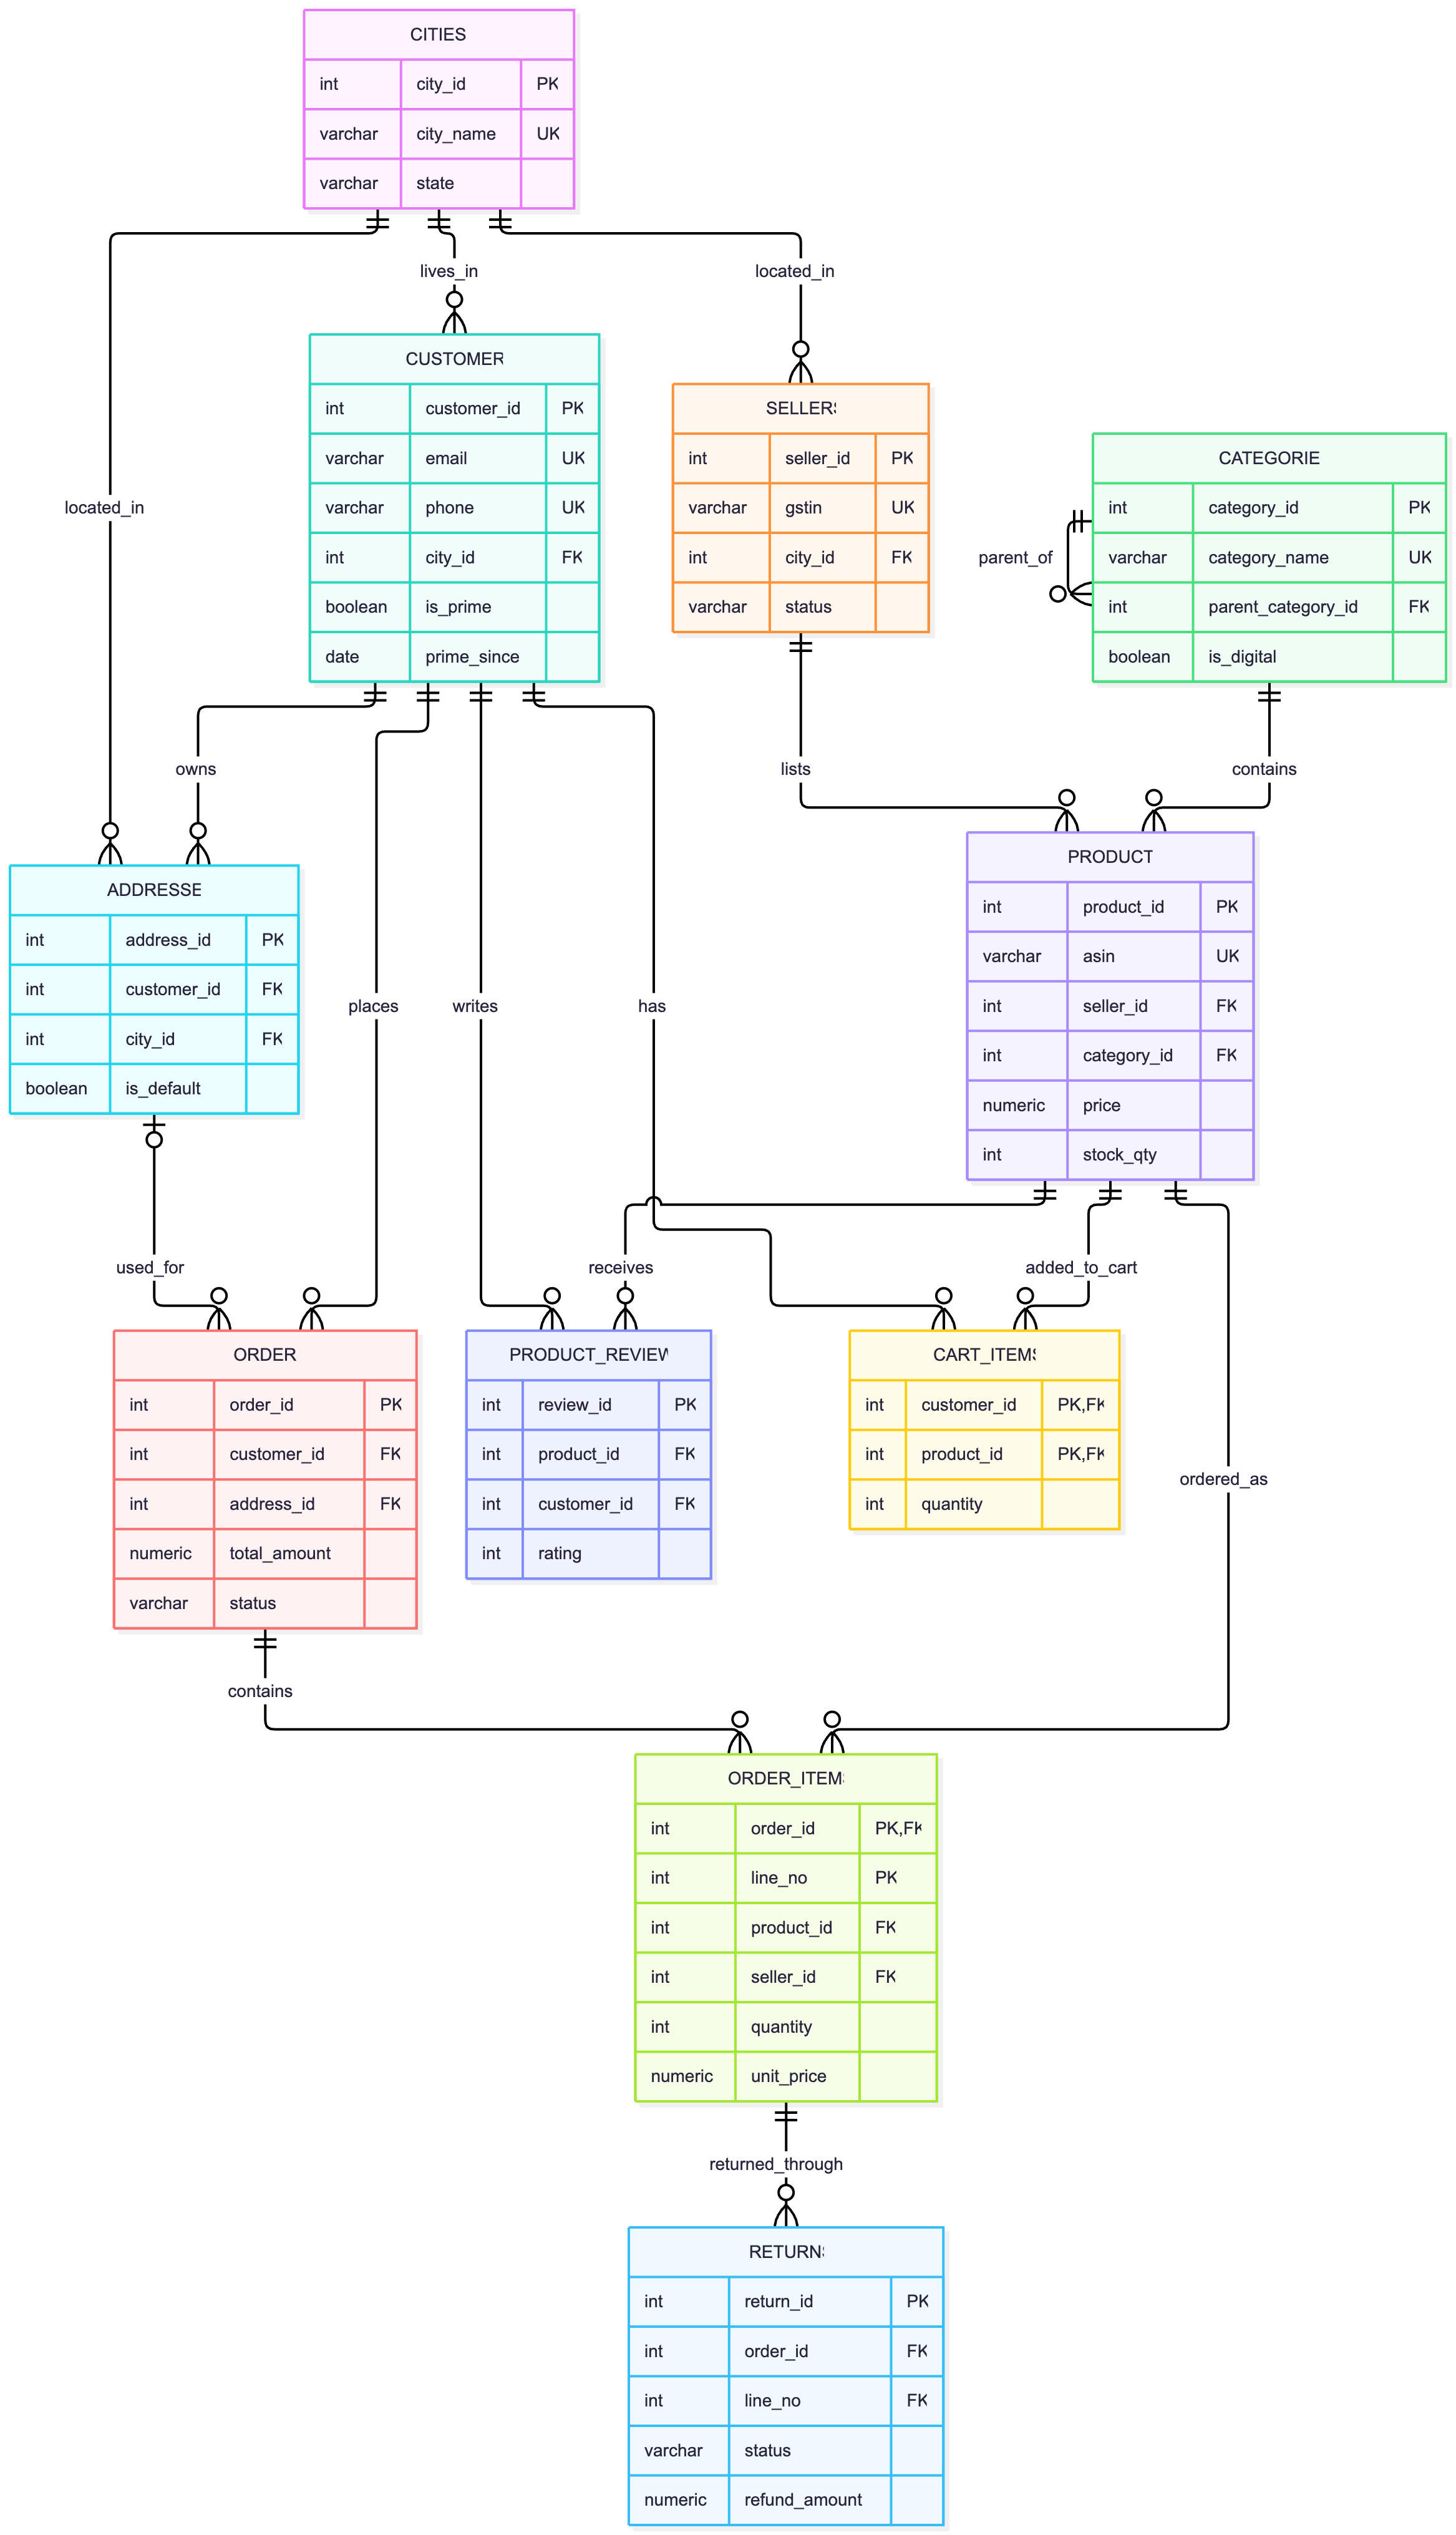 CITIES
int city_id PK
varchar city_name UK
varchar state
located_in
lives_in
located_in
CUSTOMER
int customer_id PK
varchar email UK
varchar phone UK
int city_id FK
boolean is_prime
date prime_since
SELLERS
int seller_id PK
varchar gstin UK
int city_id FK
varchar status
CATEGORIE
int category_id PK
varchar category_name UK
int parent_category_id FK
boolean is_digital
parent_of
owns
places
writes
has
lists
contains
ADDRESSE
int address_id PK
int customer_id FK
int city_id FK
boolean is_default
PRODUCT
int product_id PK
varchar asin UK
int seller_id FK
int category_id FK
numeric price
int stock_qty
used_for
receives
added_to_cart
ordered_as
ORDER
int order_id PK
int customer_id FK
int address_id FK
numeric total_amount
varchar status
PRODUCT_REVIEW
int review_id PK
int product_id FK
int customer_id FK
int rating
CART_ITEMS
int customer_id PK,FK
int product_id PK,FK
int quantity
contains
ORDER_ITEMS
int order_id PK,FK
int line_no PK
int product_id FK
int seller_id FK
int quantity
numeric unit_price
returned_through
RETURNS
int return_id PK
int order_id FK
int line_no FK
varchar status
numeric refund_amount